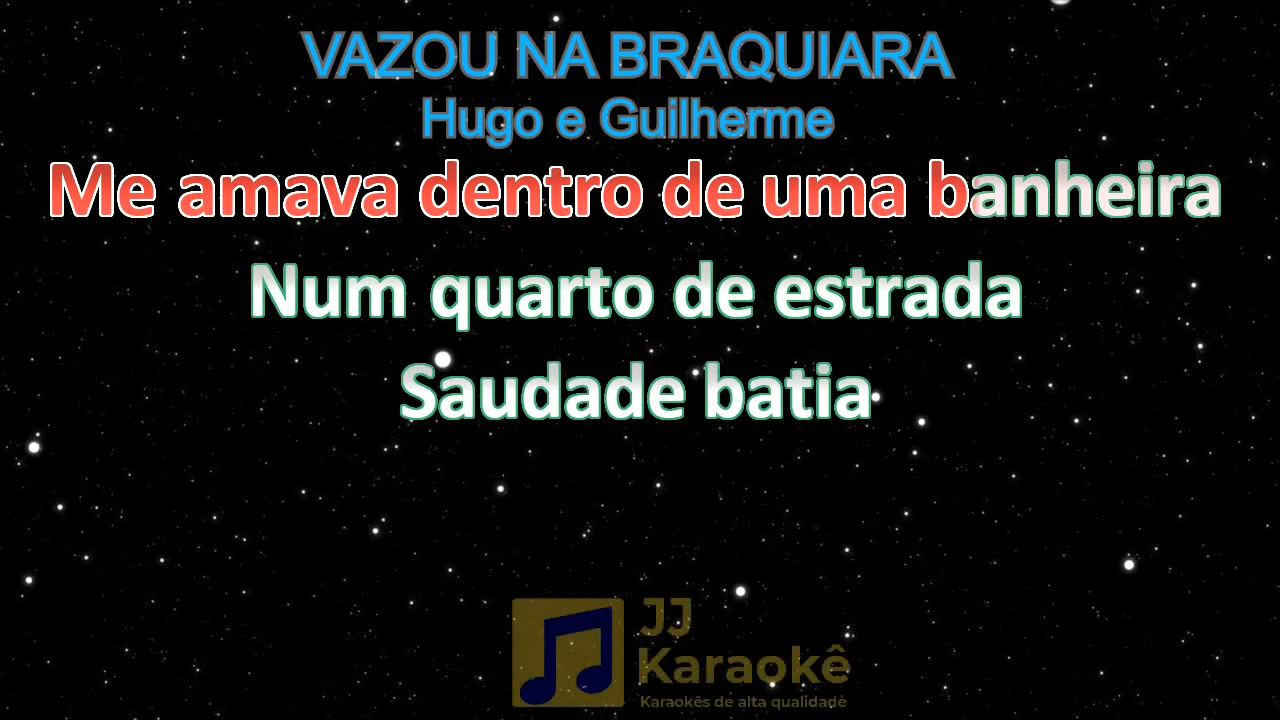 VAZOU NA BRAQUIARA
Hugo e Guilherme
Me amava dentro de uma banheira
Num quarto de estrada
Saudade batia
JJ
Karaokê
Karaokês de alta qualidade